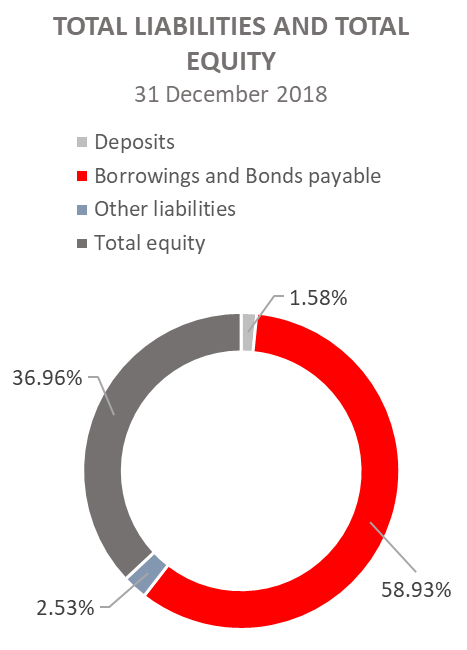 TOTAL LIABILITIES AND TOTAL
EQUITY
31 December 2018
Deposits
Borrowings and Bonds payable
Other liabilities
Total equity
1.58%
36.96%
58.93%
2.53%